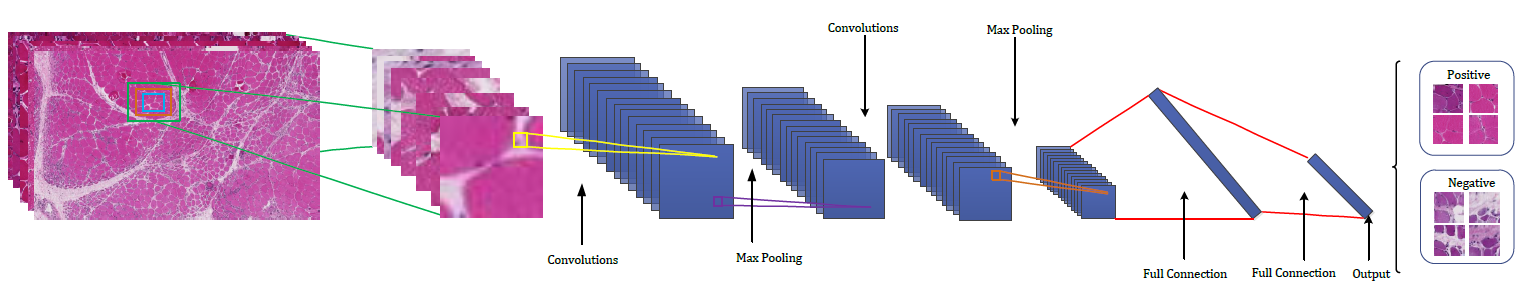 Convolutions
Max Pooling
Convolutions
Max Pooling
Full Connection
Full Connection
Output
Positive
Negative